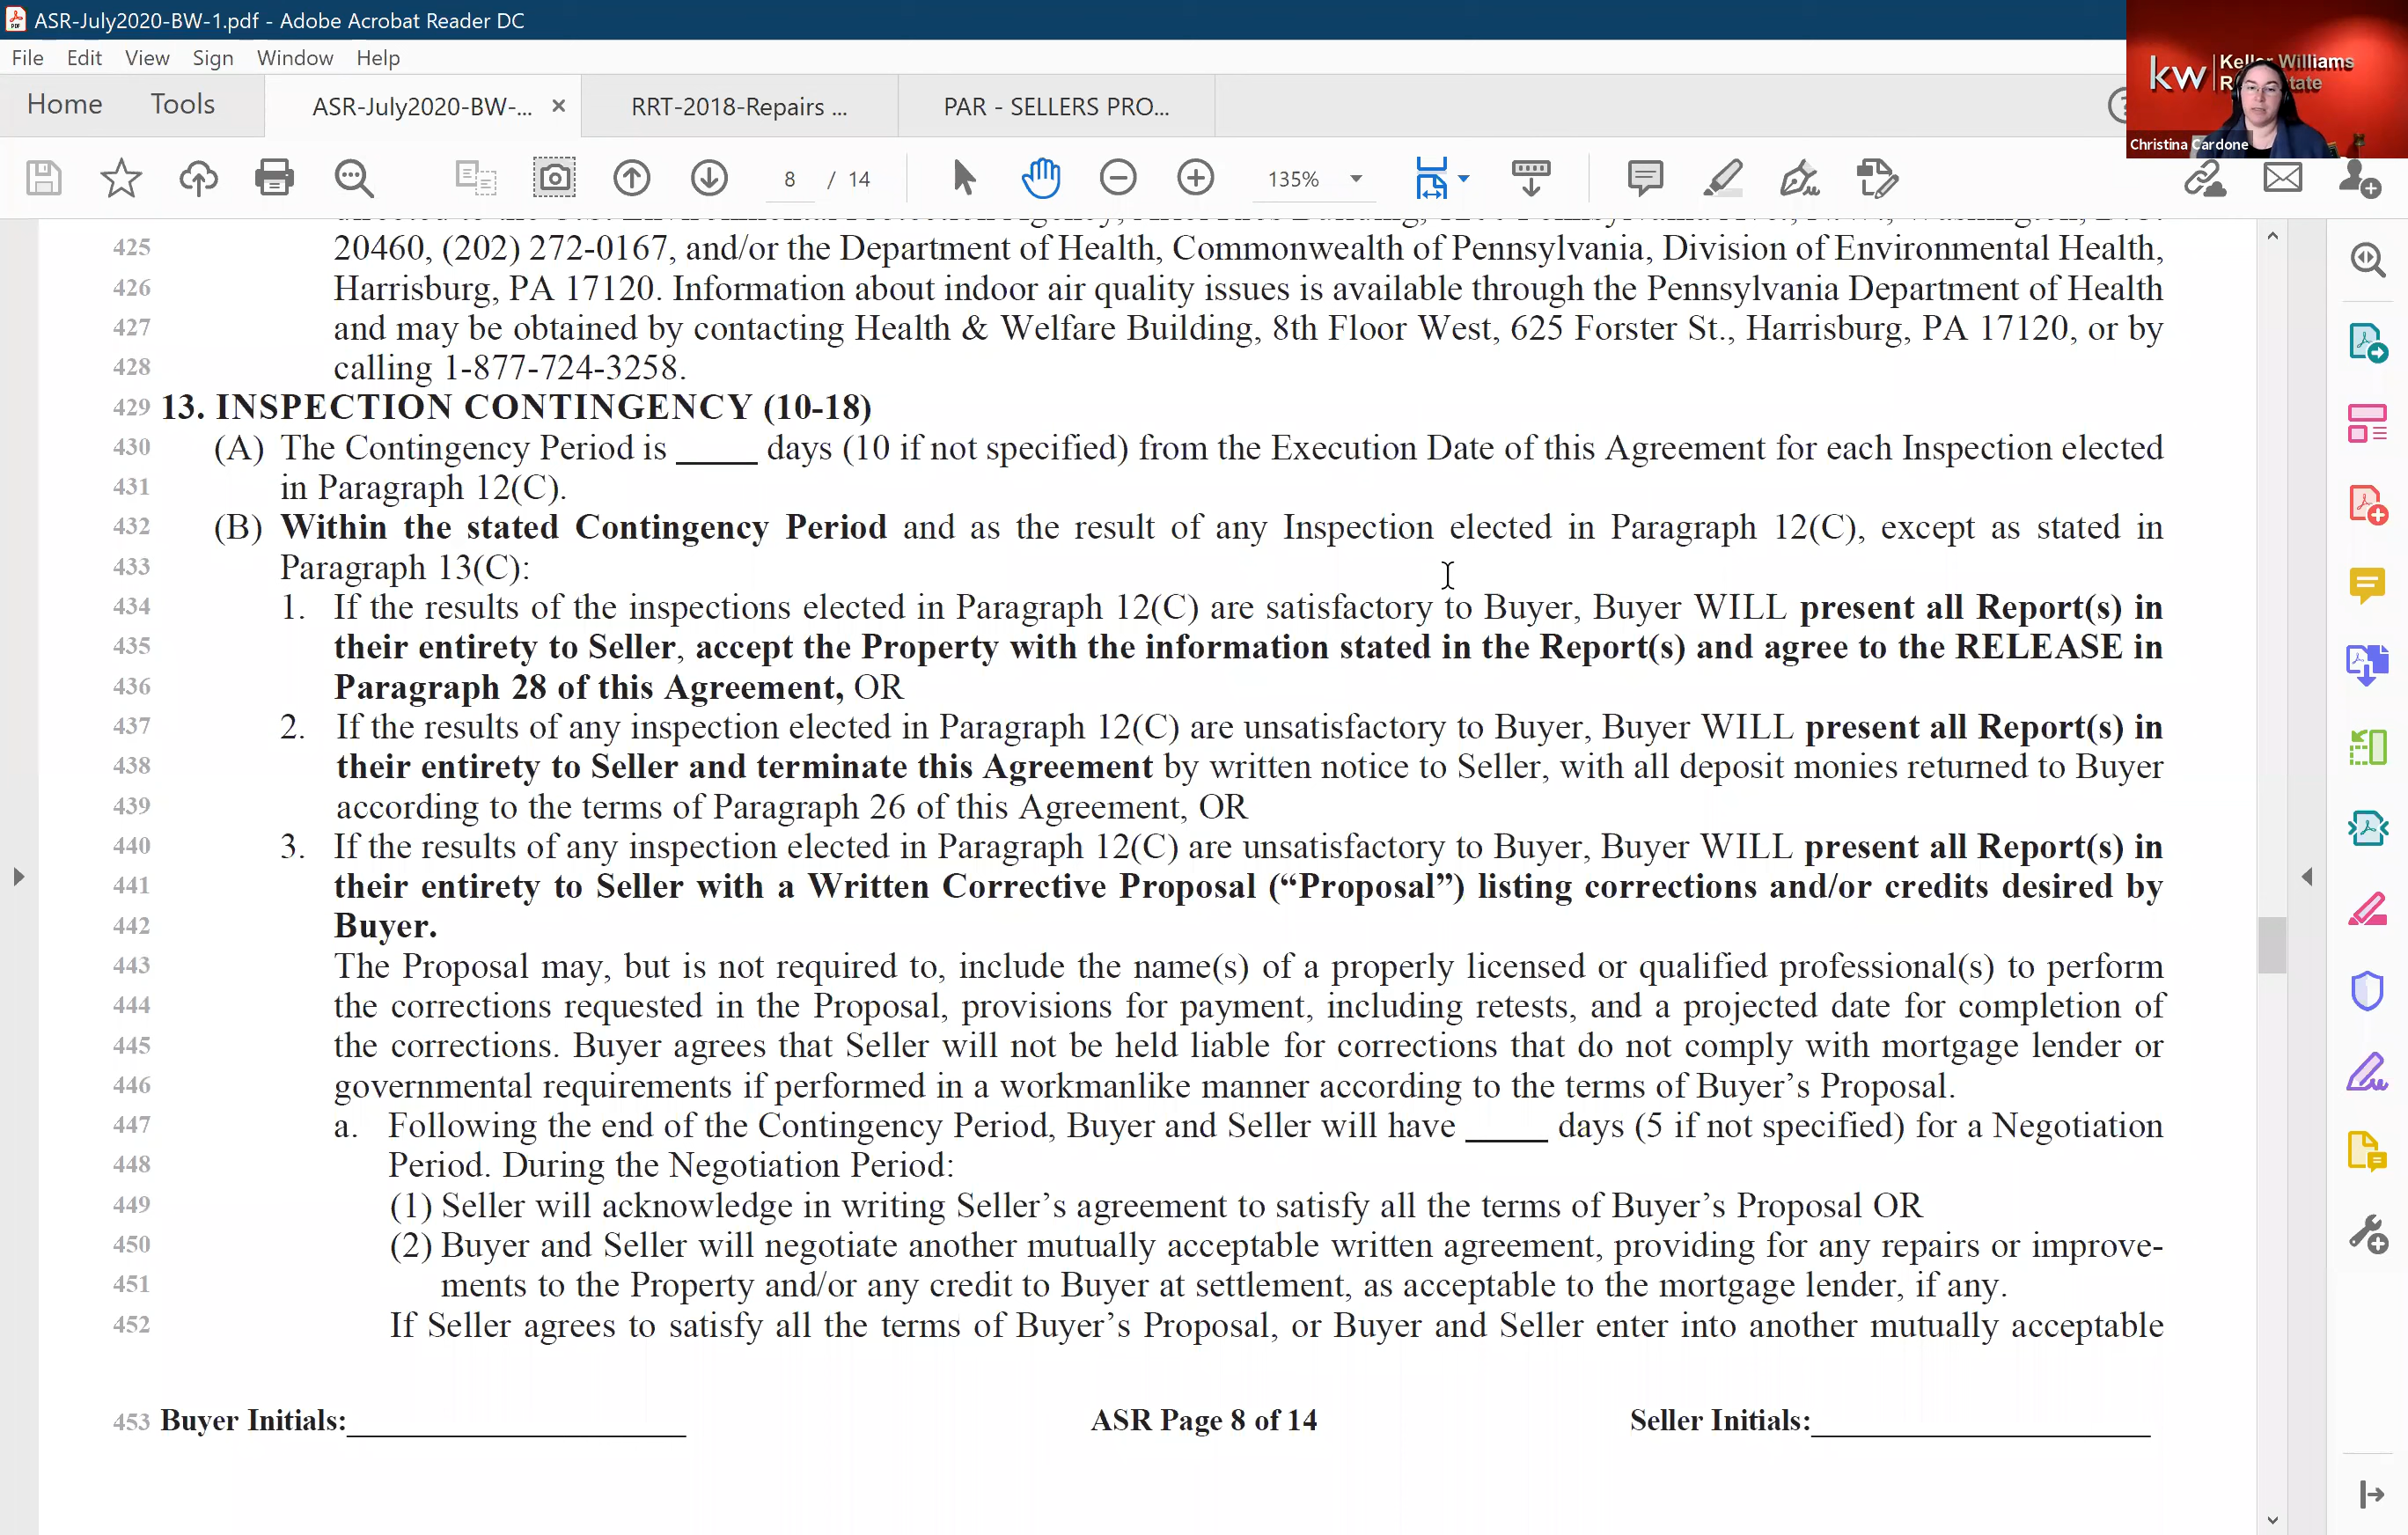 ASR-July2020-BW-1.pdf - Adobe Acrobat Reader DC
File Edit View Sign Window Help
Home Tools ASR-July2020-BW-... × RRT-2018-Repairs ... PAR - SELLERS PRO...
kw Keller Williams
Christina Cardone
8 / 14 135%
425 20460, (202) 272-0167, and/or the Department of Health, Commonwealth of Pennsylvania, Division of Environmental Health,
426 Harrisburg, PA 17120. Information about indoor air quality issues is available through the Pennsylvania Department of Health
427 and may be obtained by contacting Health & Welfare Building, 8th Floor West, 625 Forster St., Harrisburg, PA 17120, or by
428 calling 1-877-724-3258.
429 13. INSPECTION CONTINGENCY (10-18)
430 (A) The Contingency Period is _____ days (10 if not specified) from the Execution Date of this Agreement for each Inspection elected
431 in Paragraph 12(C).
432 (B) Within the stated Contingency Period and as the result of any Inspection elected in Paragraph 12(C), except as stated in
433 Paragraph 13(C):
434 1. If the results of the inspections elected in Paragraph 12(C) are satisfactory to Buyer, Buyer WILL present all Report(s) in
435 their entirety to Seller, accept the Property with the information stated in the Report(s) and agree to the RELEASE in
436 Paragraph 28 of this Agreement, OR
437 2. If the results of any inspection elected in Paragraph 12(C) are unsatisfactory to Buyer, Buyer WILL present all Report(s) in
438 their entirety to Seller and terminate this Agreement by written notice to Seller, with all deposit monies returned to Buyer
439 according to the terms of Paragraph 26 of this Agreement, OR
440 3. If the results of any inspection elected in Paragraph 12(C) are unsatisfactory to Buyer, Buyer WILL present all Report(s) in
441 their entirety to Seller with a Written Corrective Proposal (“Proposal”) listing corrections and/or credits desired by
442 Buyer.
443 The Proposal may, but is not required to, include the name(s) of a properly licensed or qualified professional(s) to perform
444 the corrections requested in the Proposal, provisions for payment, including retests, and a projected date for completion of
445 the corrections. Buyer agrees that Seller will not be held liable for corrections that do not comply with mortgage lender or
446 governmental requirements if performed in a workmanlike manner according to the terms of Buyer’s Proposal.
447 a. Following the end of the Contingency Period, Buyer and Seller will have _____ days (5 if not specified) for a Negotiation
448 Period. During the Negotiation Period:
449 (1) Seller will acknowledge in writing Seller’s agreement to satisfy all the terms of Buyer’s Proposal OR
450 (2) Buyer and Seller will negotiate another mutually acceptable written agreement, providing for any repairs or improve-
451 ments to the Property and/or any credit to Buyer at settlement, as acceptable to the mortgage lender, if any.
452 If Seller agrees to satisfy all the terms of Buyer’s Proposal, or Buyer and Seller enter into another mutually acceptable
453 Buyer Initials:____________________ ASR Page 8 of 14 Seller Initials:____________________